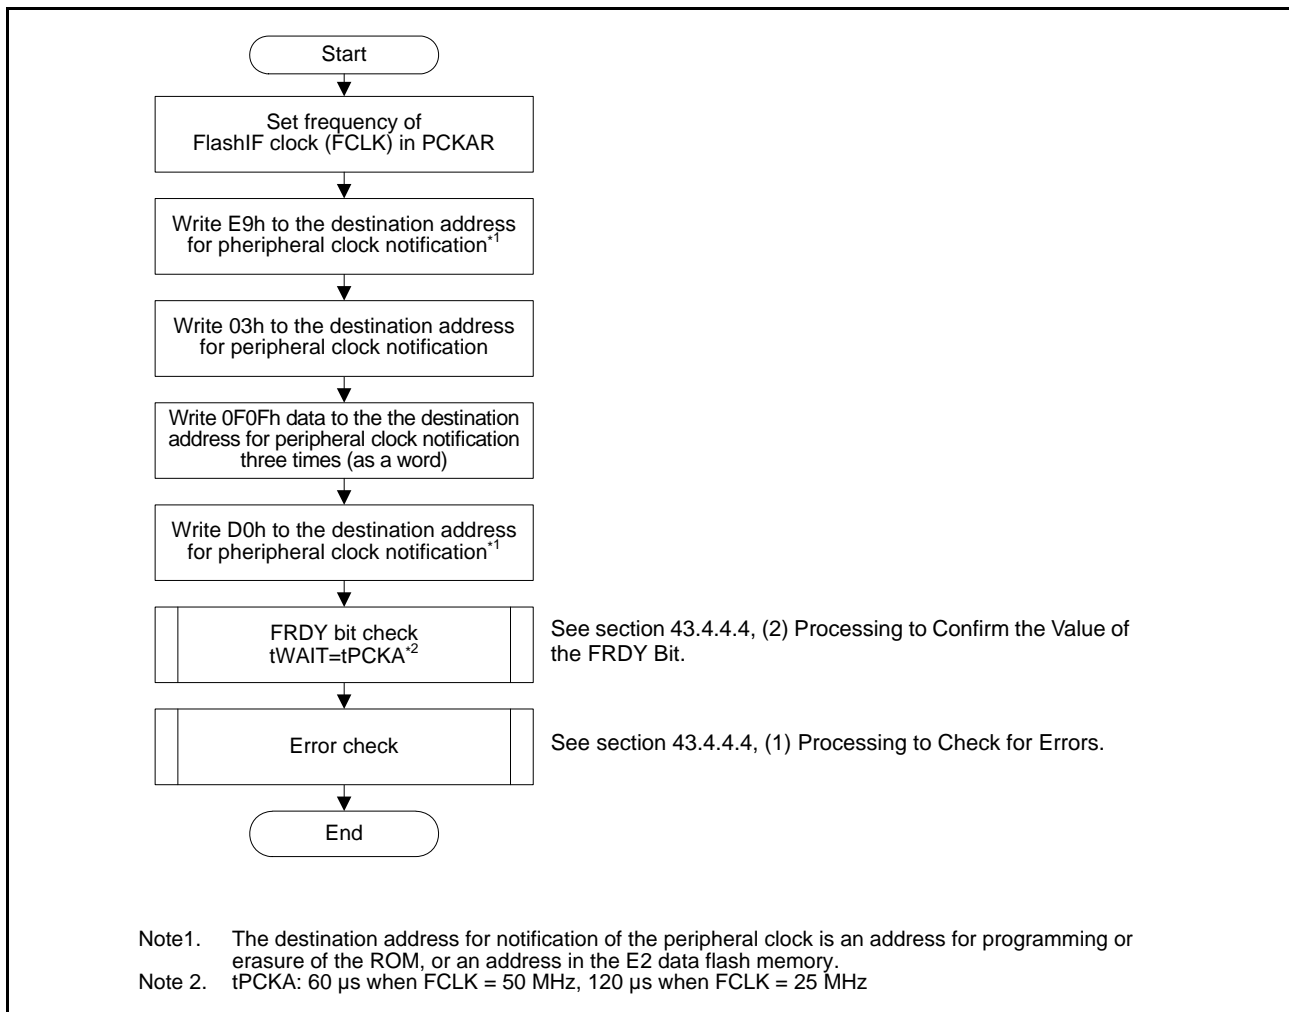 Start
Set frequency of
FlashIF clock (FCLK) in PCKAR
Write E9h to the destination address
for pheripheral clock notification*1
Write 03h to the destination address
for peripheral clock notification
Write 0F0Fh data to the the destination
address for peripheral clock notification
three times (as a word)
Write D0h to the destination address
for pheripheral clock notification*1
FRDY bit check
tWAIT=tPCKA*2
See section 43.4.4.4, (2) Processing to Confirm the Value of
the FRDY Bit.
Error check
See section 43.4.4.4, (1) Processing to Check for Errors.
End
Note1. The destination address for notification of the peripheral clock is an address for programming or
erasure of the ROM, or an address in the E2 data flash memory.
Note 2. tPCKA: 60 µs when FCLK = 50 MHz, 120 µs when FCLK = 25 MHz